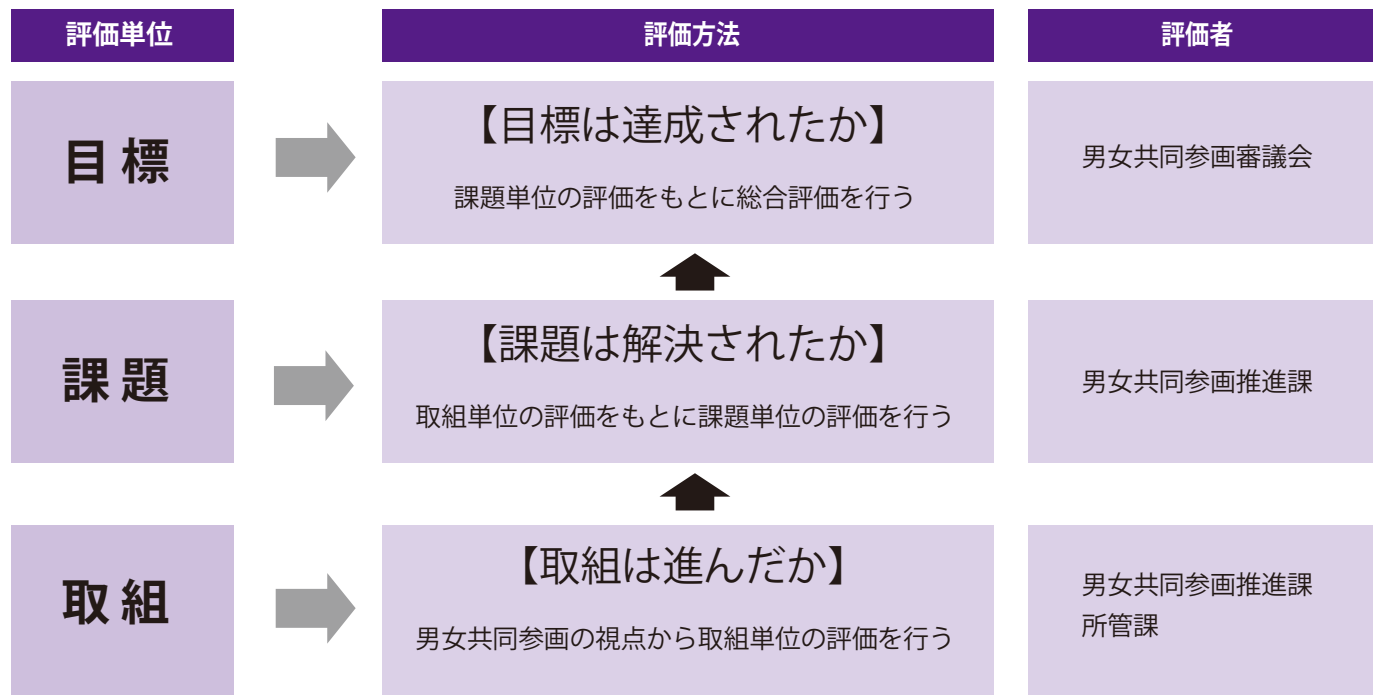 評価単位
評価方法
評価者
目標
【目標は達成されたか】
課題単位の評価をもとに総合評価を行う
男女共同参画審議会
課題
【課題は解決されたか】
取組単位の評価をもとに課題単位の評価を行う
男女共同参画推進課
取組
【取組は進んだか】
男女共同参画の視点から取組単位の評価を行う
男女共同参画推進課
所管課